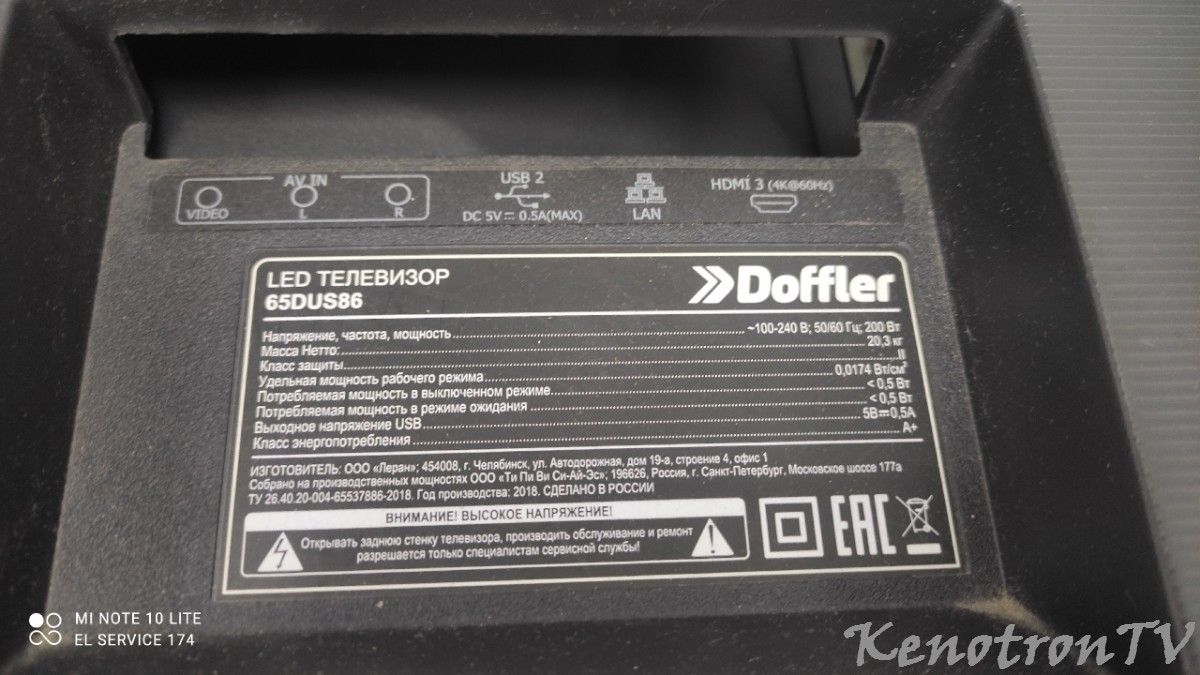 AV IN
VIDEO
L
R
USB 2
DC 5V⎓0.5A(MAX)
LAN
HDMI 3 (4K@60Hz)
LED ТЕЛЕВИЗОР
65DUS86
Doffler
Напряжение, частота, мощность ~100-240 В; 50/60 Гц; 200 Вт
Масса Нетто: 20,3 кг
Класс защиты II
Удельная мощность рабочего режима 0,0174 Вт/см²
Потребляемая мощность в выключенном режиме < 0,5 Вт
Потребляемая мощность в режиме ожидания < 0,5 Вт
Выходное напряжение USB 5В⎓0,5А
Класс энергопотребления A+
ИЗГОТОВИТЕЛЬ: ООО «Леран»; 454008, г. Челябинск, ул. Автодорожная, дом 19-а, строение 4, офис 1
Собрано на производственных мощностях ООО «Ти Пи Ви Си-Ай-Эс»; 196626, Россия, г. Санкт-Петербург, Московское шоссе 177а
ТУ 26.40.20-004-65537886-2018. Год производства: 2018. СДЕЛАНО В РОССИИ
ВНИМАНИЕ! ВЫСОКОЕ НАПРЯЖЕНИЕ!
Открывать заднюю стенку телевизора, производить обслуживание и ремонт
разрешается только специалистам сервисной службы!
EAC
MI NOTE 10 LITE
EL SERVICE 174
KenotronTV